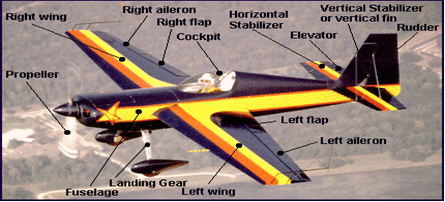 Right aileron
Right flap
Right wing
Cockpit
Horizontal
Stabilizer
Vertical Stabilizer
or vertical fin
Elevator
Rudder
Propeller
Left flap
Left aileron
Landing Gear
Left wing
Fuselage